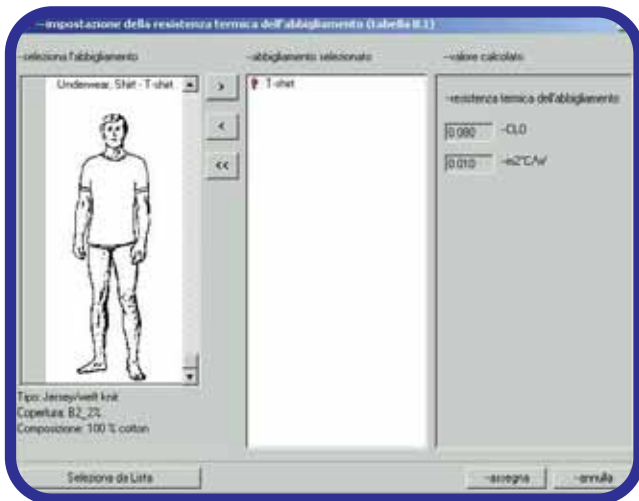 --impostazione della resistenza termica dell'abbigliamento (tabella B.1)
--seleziona l'abbigliamento
--abbigliamento selezionato
--valore calcolato
Underwear, Shirt - T-shirt
>
T-shirt
--resistenza termica dell'abbigliamento
<
0.080 --CLO
<<
0.010 --m2°C/W
Tipo: Jersey/weft knit
Copertura: B2_2%
Composizione: 100 % cotton
Seleziona da Lista
--assegna
--annulla